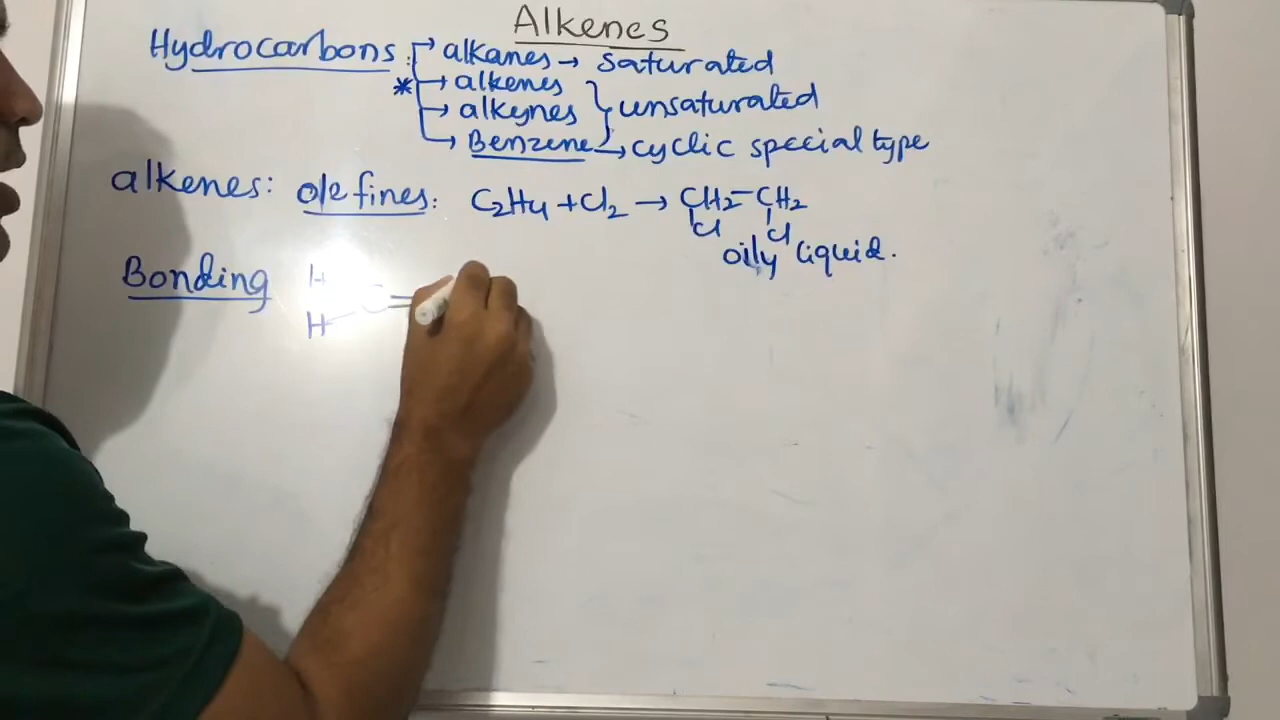 Alkenes
Hydrocarbons: → alkanes → saturated
* → alkenes
→ alkynes } unsaturated
→ Benzene → cyclic special type
alkenes: olefines: C2H4 + Cl2 → CH2-CH2
Cl Cl
oily liquid.
Bonding H
H C=